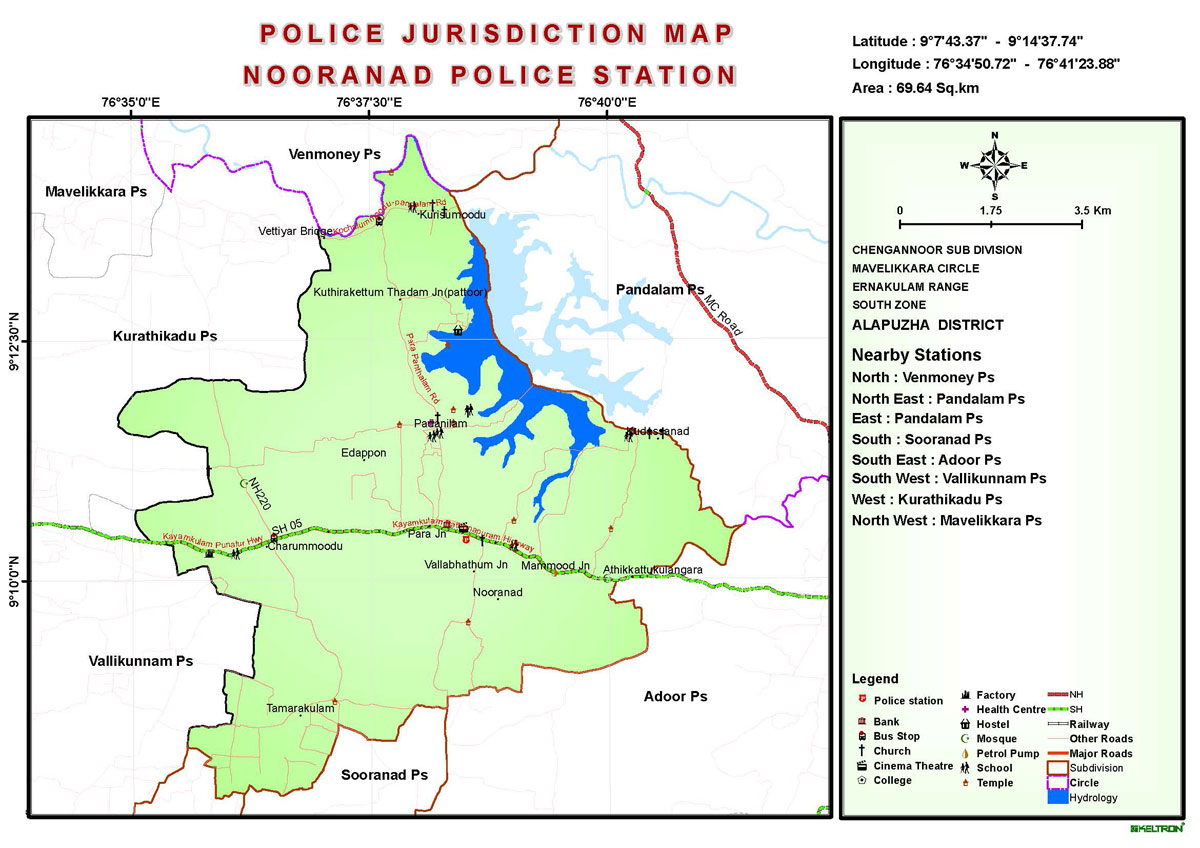 POLICE JURISDICTION MAP
NOORANAD POLICE STATION
Latitude : 9°7'43.37" - 9°14'37.74"
Longitude : 76°34'50.72" - 76°41'23.88"
Area : 69.64 Sq.km
76°35'0"E
76°37'30"E
76°40'0"E
9°12'30"N
9°10'0"N
Venmoney Ps
Mavelikkara Ps
Kurisumoodu
Vettiyar Bridge
Kuthirakettum Thadam Jn(pattoor)
Pandalam Ps
MC Road
Kurathikadu Ps
Para Panthalam Rd
Padanilam
Edappon
NH220
SH 05
Kayamkulam Punalur Hwy
Charummoodu
Para Jn
Vallabhathum Jn
Mammood Jn
Athikkattukulangara
Nooranad
Vallikunnam Ps
Adoor Ps
Tamarakulam
Sooranad Ps
N
W E
S
0 1.75 3.5 Km
CHENGANNOOR SUB DIVISION
MAVELIKKARA CIRCLE
ERNAKULAM RANGE
SOUTH ZONE
ALAPUZHA DISTRICT
Nearby Stations
North : Venmoney Ps
North East : Pandalam Ps
East : Pandalam Ps
South : Sooranad Ps
South East : Adoor Ps
South West : Vallikunnam Ps
West : Kurathikadu Ps
North West : Mavelikkara Ps
Legend
Police station
Bank
Bus Stop
Church
Cinema Theatre
College
Factory
Health Centre
Hostel
Mosque
Petrol Pump
School
Temple
NH
SH
Railway
Other Roads
Major Roads
Subdivision
Circle
Hydrology
KELTRON